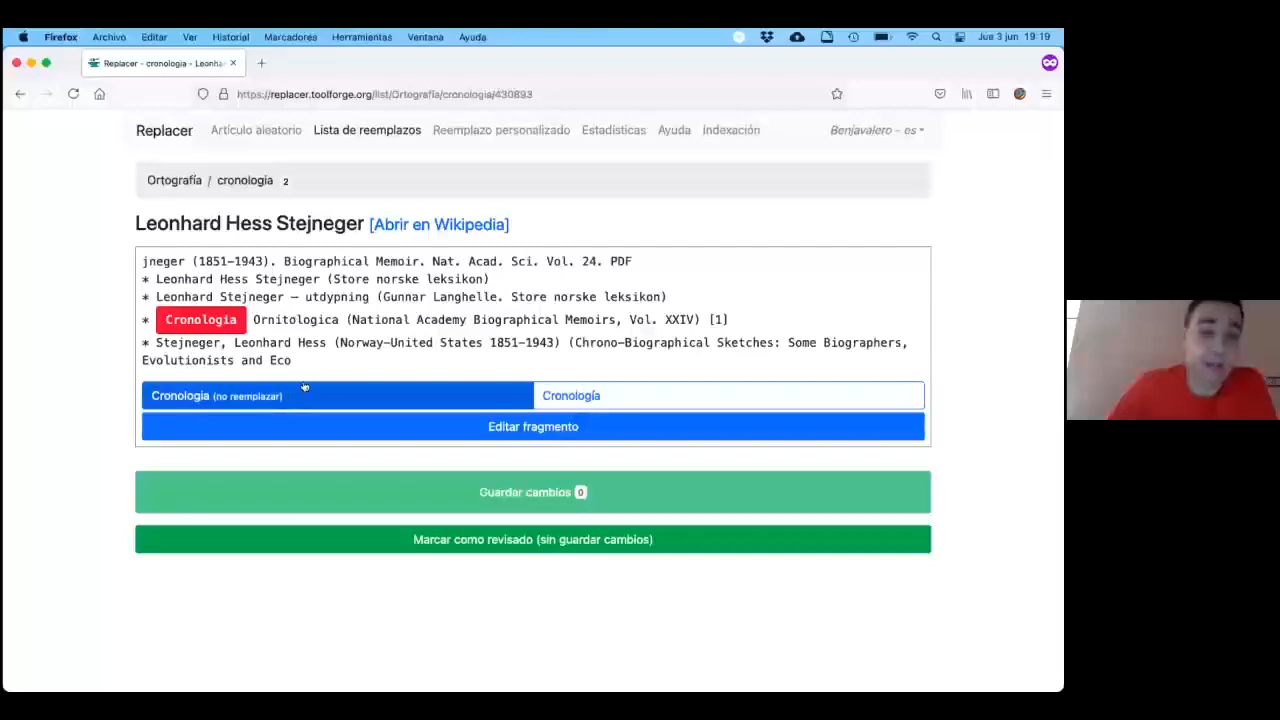 Firefox Archivo Editar Ver Historial Marcadores Herramientas Ventana Ayuda Jue 3 jun 19:19
Replacer - cronologia - Leonha
https://replacer.toolforge.org/list/Ortografía/cronologia/430893
Replacer Artículo aleatorio Lista de reemplazos Reemplazo personalizado Estadísticas Ayuda Indexación Benjavalero - es
Ortografía / cronologia 2
Leonhard Hess Stejneger [Abrir en Wikipedia]
jneger (1851-1943). Biographical Memoir. Nat. Acad. Sci. Vol. 24. PDF
* Leonhard Hess Stejneger (Store norske leksikon)
* Leonhard Stejneger – utdypning (Gunnar Langhelle. Store norske leksikon)
* Cronologia Ornitologica (National Academy Biographical Memoirs, Vol. XXIV) [1]
* Stejneger, Leonhard Hess (Norway-United States 1851-1943) (Chrono-Biographical Sketches: Some Biographers,
Evolutionists and Eco
Cronologia (no reemplazar) Cronología
Editar fragmento
Guardar cambios 0
Marcar como revisado (sin guardar cambios)